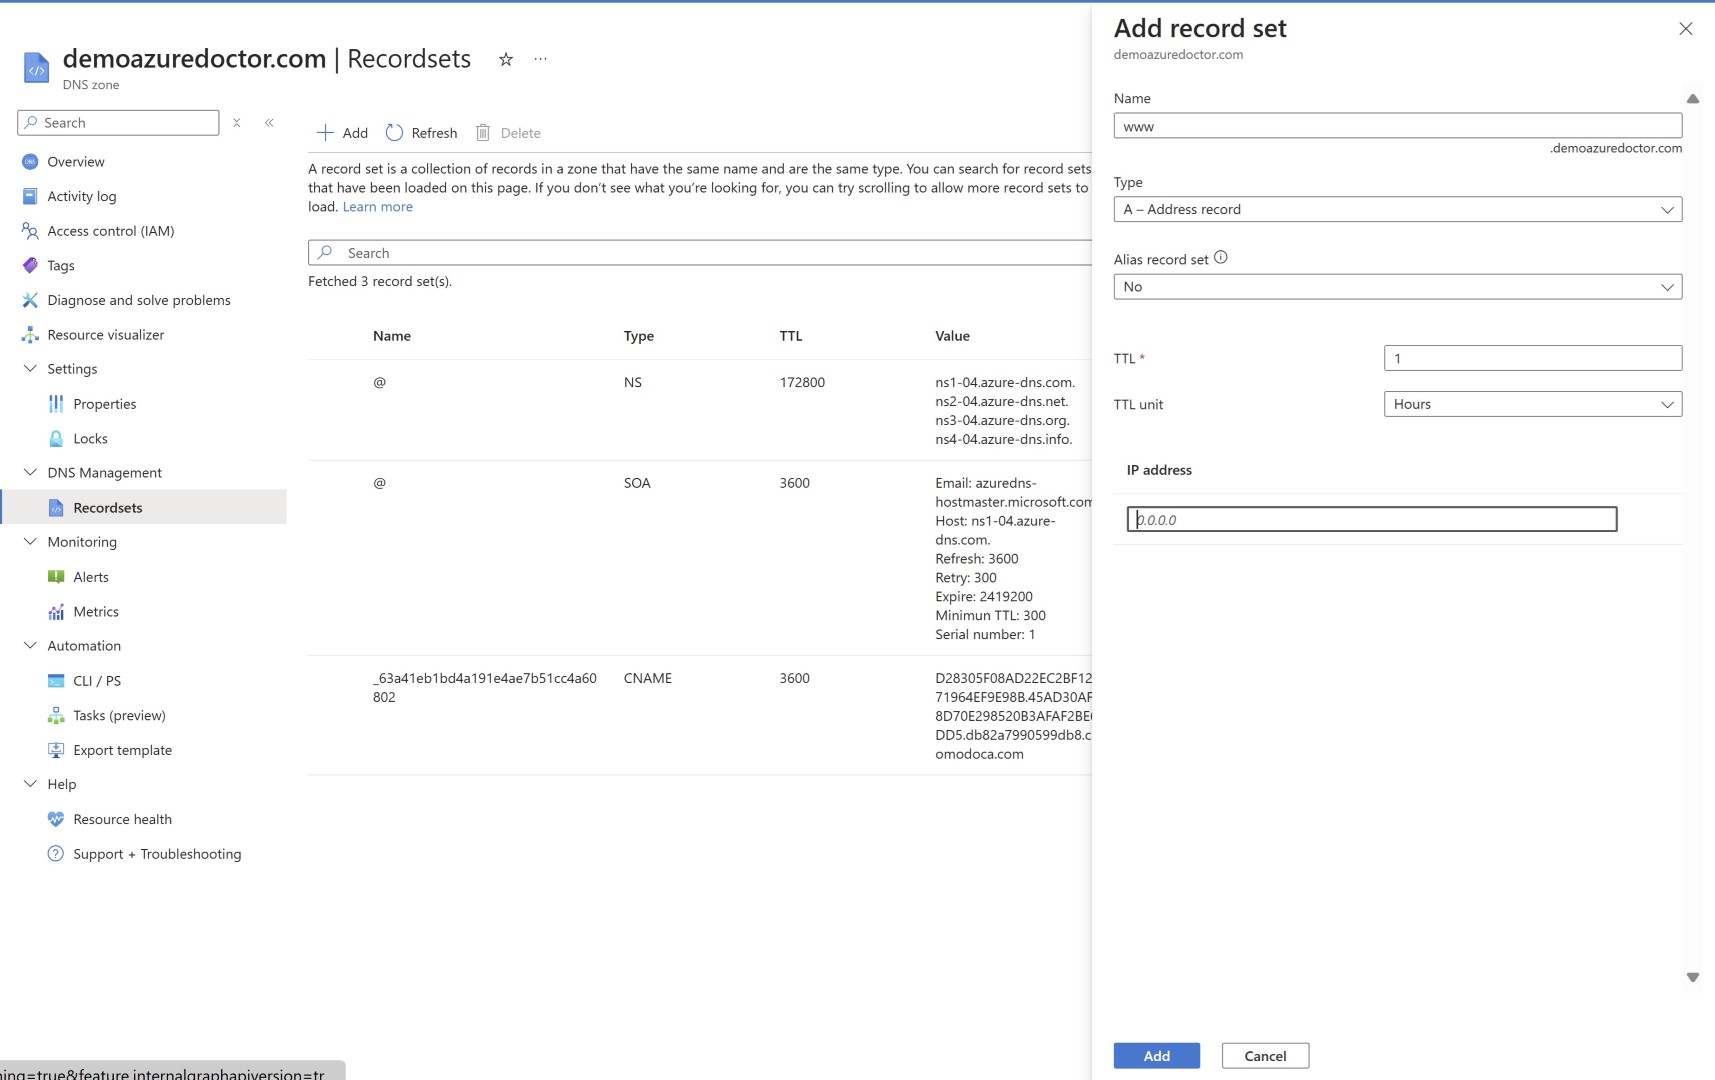 demoazuredoctor.com | Recordsets
DNS zone
Search
Overview
Activity log
Access control (IAM)
Tags
Diagnose and solve problems
Resource visualizer
Settings
Properties
Locks
DNS Management
Recordsets
Monitoring
Alerts
Metrics
Automation
CLI / PS
Tasks (preview)
Export template
Help
Resource health
Support + Troubleshooting
Add Refresh Delete
A record set is a collection of records in a zone that have the same name and are the same type. You can search for record sets
that have been loaded on this page. If you don't see what you're looking for, you can try scrolling to allow more record sets to
load. Learn more
Search
Fetched 3 record set(s).
Name Type TTL Value
@ NS 172800 ns1-04.azure-dns.com.
ns2-04.azure-dns.net.
ns3-04.azure-dns.org.
ns4-04.azure-dns.info.
@ SOA 3600 Email: azuredns-
hostmaster.microsoft.com
Host: ns1-04.azure-
dns.com.
Refresh: 3600
Retry: 300
Expire: 2419200
Minimun TTL: 300
Serial number: 1
_63a41eb1bd4a191e4ae7b51cc4a60 CNAME 3600 D28305F08AD22EC2BF12
802 71964EF9E98B.45AD30AF
8D70E298520B3AFAF2BE
DD5.db82a7990599db8.c
omodoca.com
Add record set
demoazuredoctor.com
Name
www
.demoazuredoctor.com
Type
A – Address record
Alias record set
No
TTL * 1
TTL unit Hours
IP address
0.0.0.0
Add Cancel
ning=true&feature.internalgraphapiversion=tr